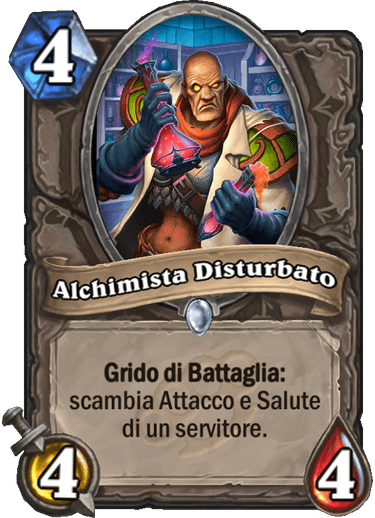 4
Alchimista Disturbato
Grido di Battaglia:
scambia Attacco e Salute
di un servitore.
4
4